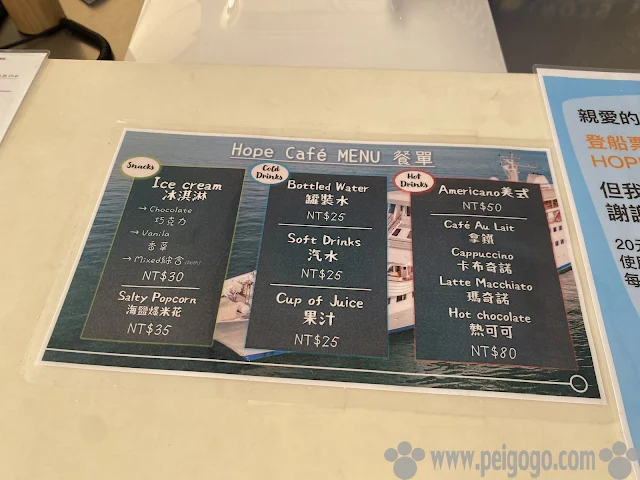 Hope Café MENU 餐單
Snacks
Ice cream
冰淇淋
→ Chocolate
巧克力
→ Vanila
香草
→ Mixed綜合
NT$30
Salty Popcorn
海鹽爆米花
NT$35
Cold Drinks
Bottled Water
罐裝水
NT$25
Soft Drinks
汽水
NT$25
Cup of Juice
果汁
NT$25
Hot Drinks
Americano美式
NT$50
Café Au Lait
拿鐵
Cappuccino
卡布奇諾
Latte Macchiato
瑪奇諾
Hot chocolate
熱可可
NT$80
親愛的
登船票
HOP
但我
謝謝
20元
使用
每
www.peigogo.com